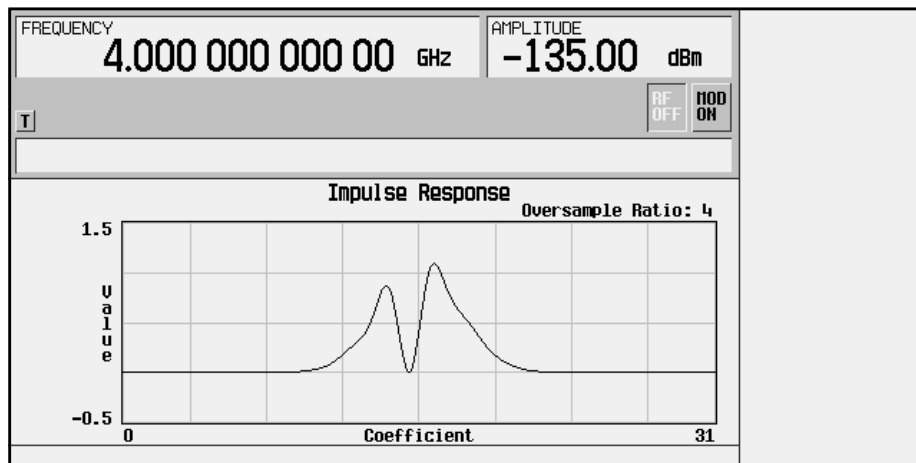 FREQUENCY
4.000 000 000 00 GHz
AMPLITUDE
-135.00 dBm
RF
OFF
MOD
ON
T
Impulse Response
Oversample Ratio: 4
1.5
Value
-0.5
0
Coefficient
31